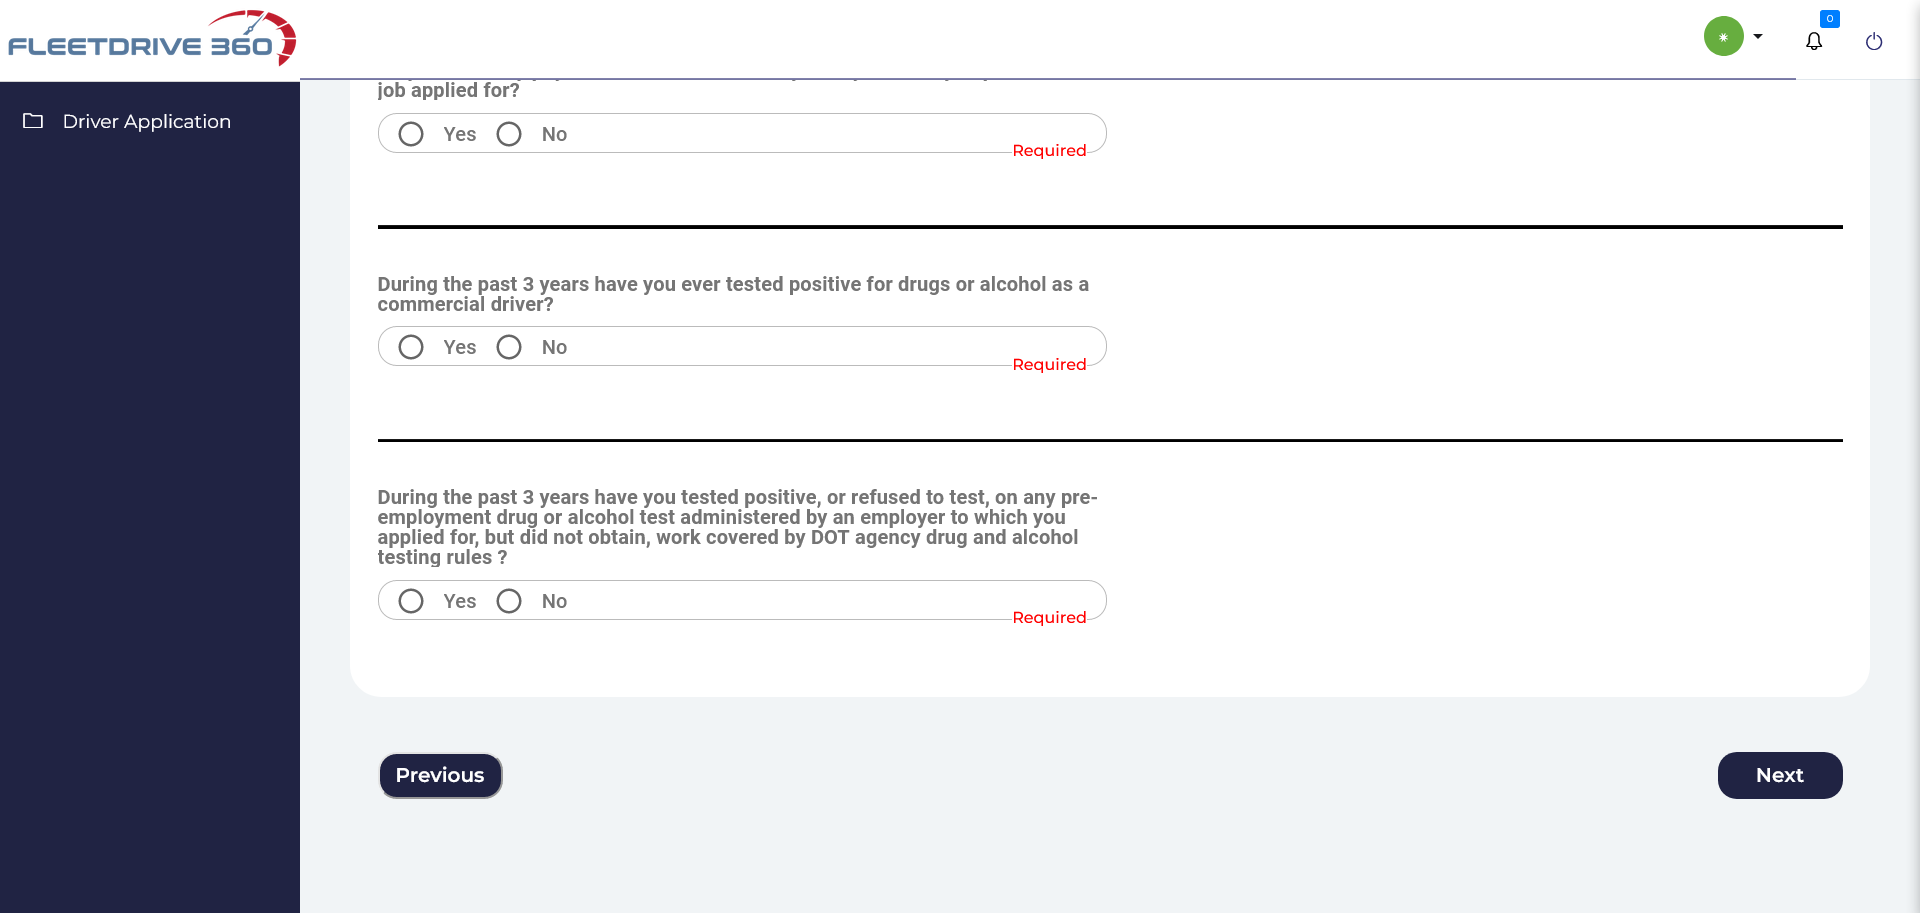 FLEETDRIVE 360
0
Driver Application
job applied for?
Yes No
Required
During the past 3 years have you ever tested positive for drugs or alcohol as a
commercial driver?
Yes No
Required
During the past 3 years have you tested positive, or refused to test, on any pre-
employment drug or alcohol test administered by an employer to which you
applied for, but did not obtain, work covered by DOT agency drug and alcohol
testing rules ?
Yes No
Required
Previous
Next